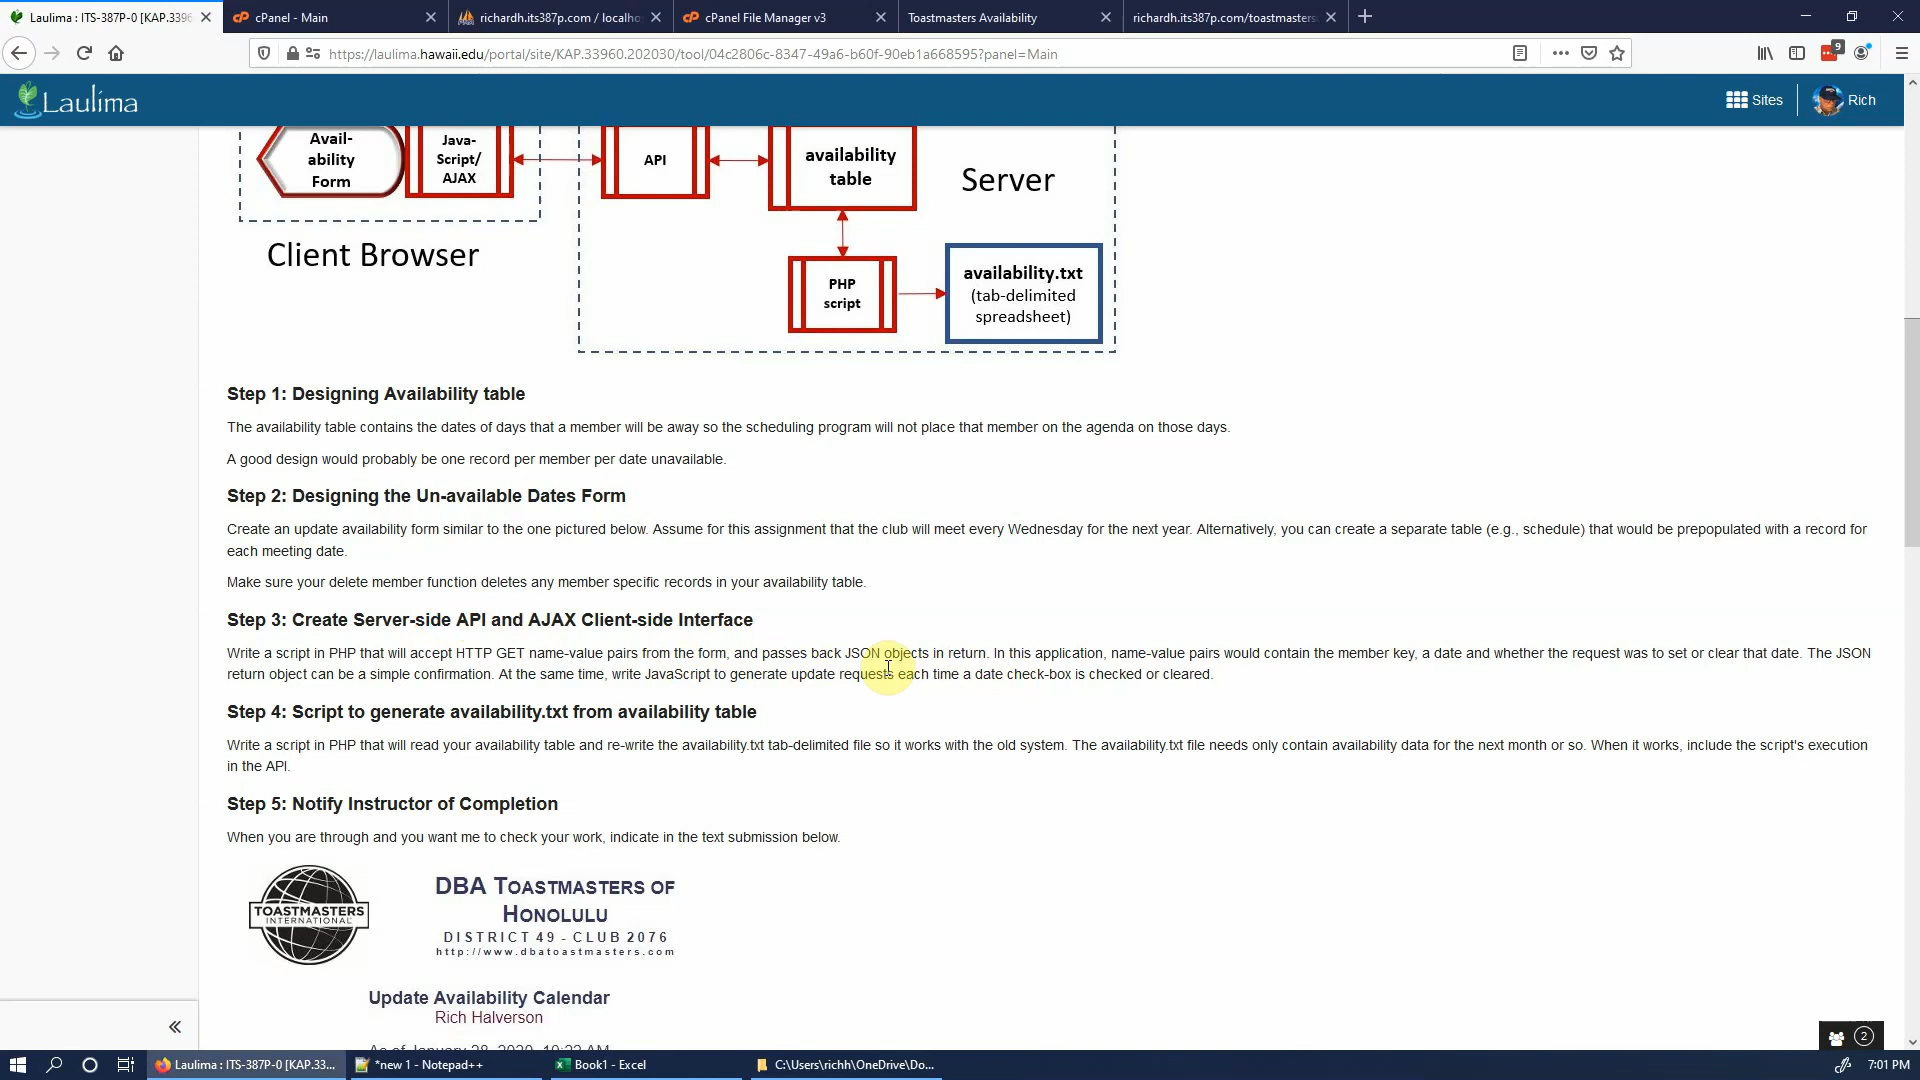 Laulima : ITS-387P-0 [KAP.3396
cPanel - Main
richardh.its387p.com / localho
cPanel File Manager v3
Toastmasters Availability
richardh.its387p.com/toastmasters
https://laulima.hawaii.edu/portal/site/KAP.33960.202030/tool/04c2806c-8347-49a6-b60f-90eb1a668595?panel=Main
9
Laulima
Sites
Rich
Avail-
ability
Form
Java-
Script/
AJAX
API
availability
table
Server
Client Browser
PHP
script
availability.txt
(tab-delimited
spreadsheet)
Step 1: Designing Availability table
The availability table contains the dates of days that a member will be away so the scheduling program will not place that member on the agenda on those days.
A good design would probably be one record per member per date unavailable.
Step 2: Designing the Un-available Dates Form
Create an update availability form similar to the one pictured below. Assume for this assignment that the club will meet every Wednesday for the next year. Alternatively, you can create a separate table (e.g., schedule) that would be prepopulated with a record for
each meeting date.
Make sure your delete member function deletes any member specific records in your availability table.
Step 3: Create Server-side API and AJAX Client-side Interface
Write a script in PHP that will accept HTTP GET name-value pairs from the form, and passes back JSON objects in return. In this application, name-value pairs would contain the member key, a date and whether the request was to set or clear that date. The JSON
return object can be a simple confirmation. At the same time, write JavaScript to generate update requests each time a date check-box is checked or cleared.
Step 4: Script to generate availability.txt from availability table
Write a script in PHP that will read your availability table and re-write the availability.txt tab-delimited file so it works with the old system. The availability.txt file needs only contain availability data for the next month or so. When it works, include the script's execution
in the API.
Step 5: Notify Instructor of Completion
When you are through and you want me to check your work, indicate in the text submission below.
TOASTMASTERS
INTERNATIONAL
DBA TOASTMASTERS OF
HONOLULU
DISTRICT 49 - CLUB 2076
http://www.dbatoastmasters.com
Update Availability Calendar
Rich Halverson
As of January 28, 2020, 10:22 AM
2
Laulima : ITS-387P-0 [KAP.33...
*new 1 - Notepad++
Book1 - Excel
C:\Users\richh\OneDrive\Do...
7:01 PM